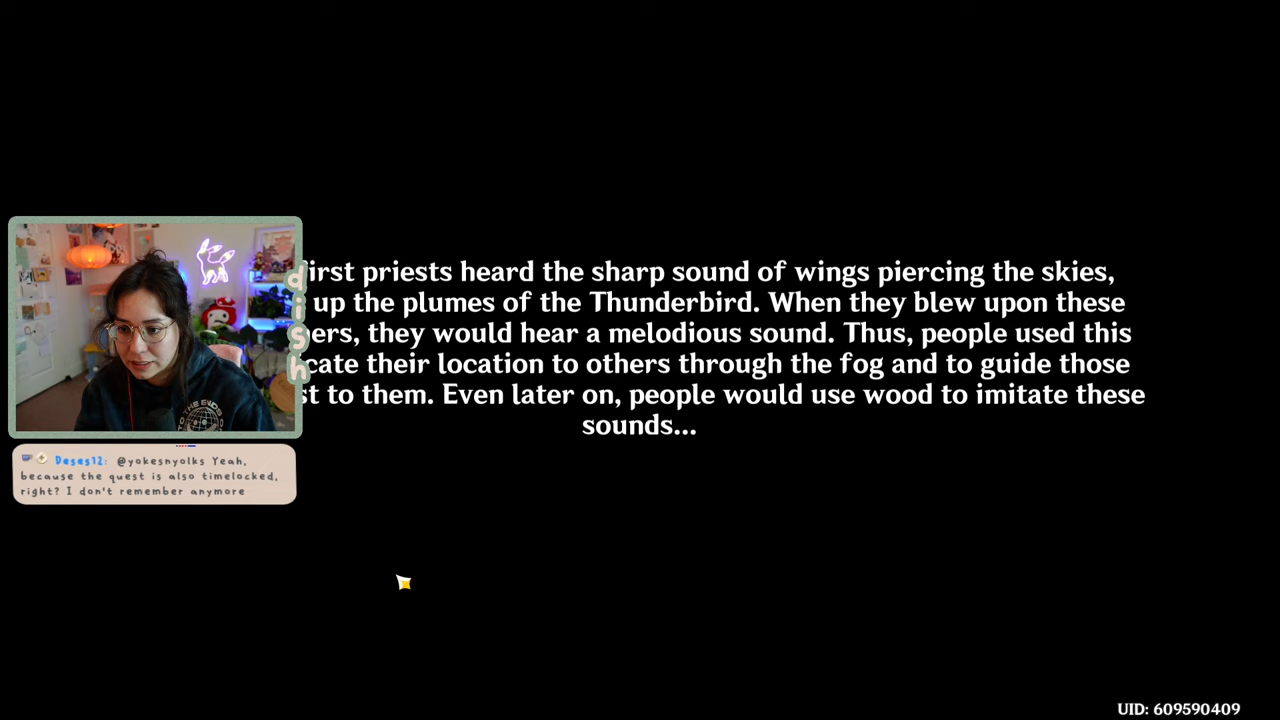 first priests heard the sharp sound of wings piercing the skies,
up the plumes of the Thunderbird. When they blew upon these
ers, they would hear a melodious sound. Thus, people used this
cate their location to others through the fog and to guide those
st to them. Even later on, people would use wood to imitate these
sounds...
dish
Deses12: @yokesnyolks Yeah,
because the quest is also timelocked,
right? I don't remember anymore
UID: 609590409